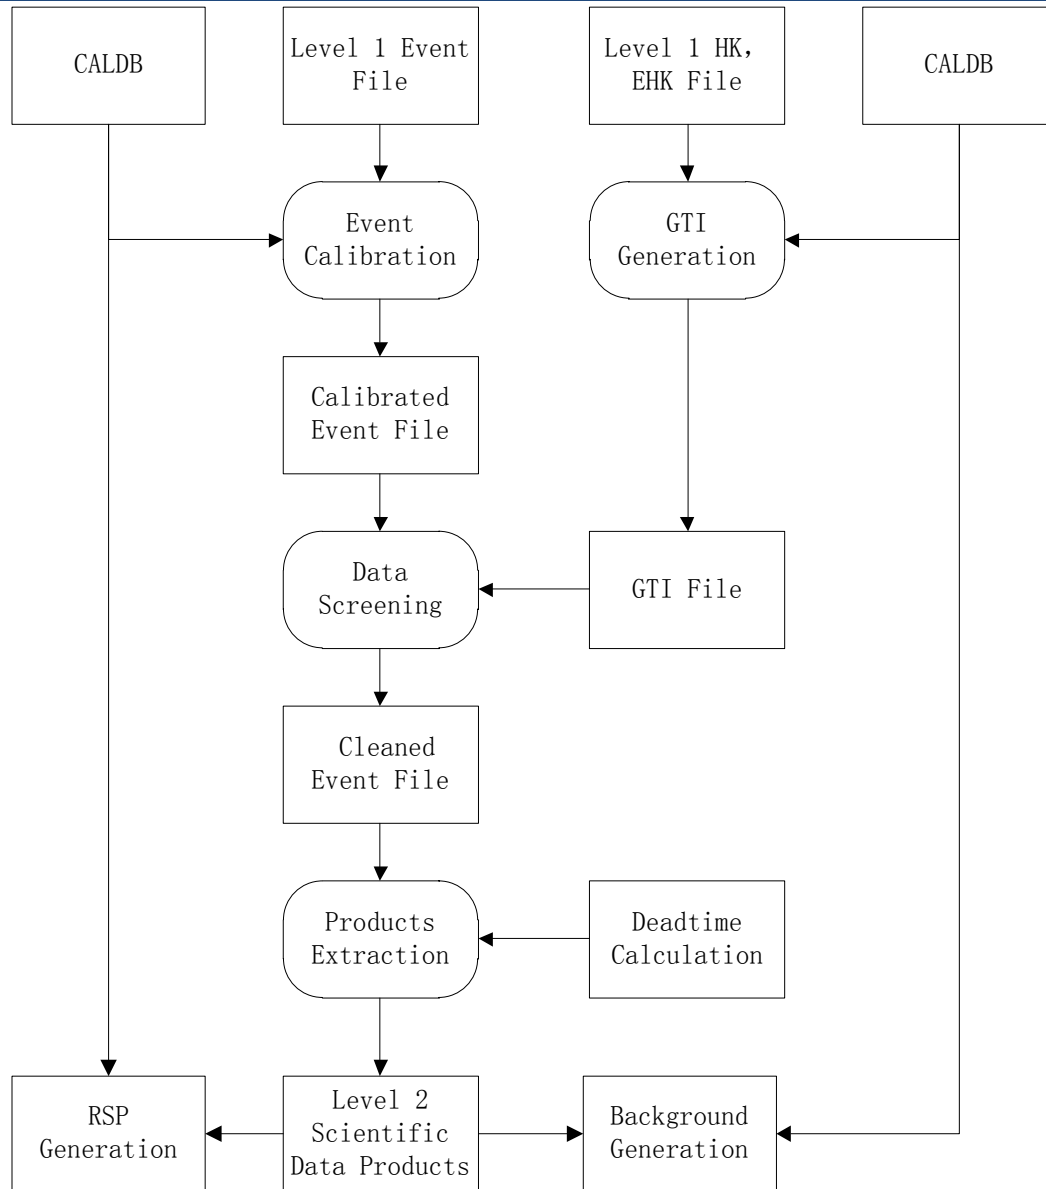 CALDB
Level 1 Event
File
Level 1 HK，
EHK File
CALDB
Event
Calibration
GTI
Generation
Calibrated
Event File
Data
Screening
GTI File
Cleaned
Event File
Products
Extraction
Deadtime
Calculation
RSP
Generation
Level 2
Scientific
Data Products
Background
Generation